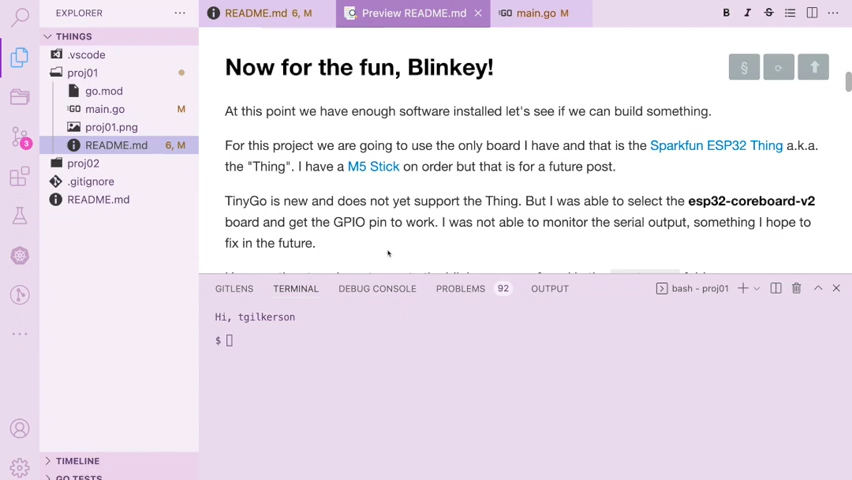 EXPLORER
README.md 6, M
Preview README.md
main.go M
THINGS
.vscode
proj01
go.mod
main.go M
proj01.png
README.md 6, M
proj02
.gitignore
README.md
3
Now for the fun, Blinkey!
At this point we have enough software installed let's see if we can build something.
For this project we are going to use the only board I have and that is the Sparkfun ESP32 Thing a.k.a.
the "Thing". I have a M5 Stick on order but that is for a future post.
TinyGo is new and does not yet support the Thing. But I was able to select the esp32-coreboard-v2
board and get the GPIO pin to work. I was not able to monitor the serial output, something I hope to
fix in the future.
GITLENS TERMINAL DEBUG CONSOLE PROBLEMS 92 OUTPUT
bash - proj01
Hi, tgilkerson
$
TIMELINE
GO TESTS